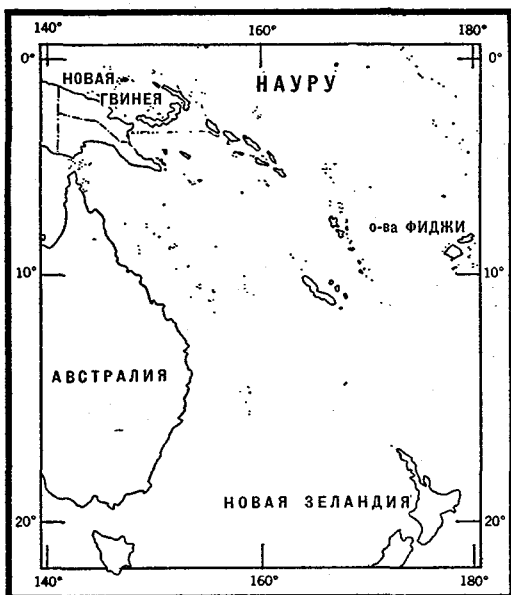 140° 160° 180°
0° 0°
НОВАЯ
ГВИНЕЯ
НАУРУ
о-ва ФИДЖИ
10° 10°
АВСТРАЛИЯ
НОВАЯ ЗЕЛАНДИЯ
20° 20°
140° 160° 180°